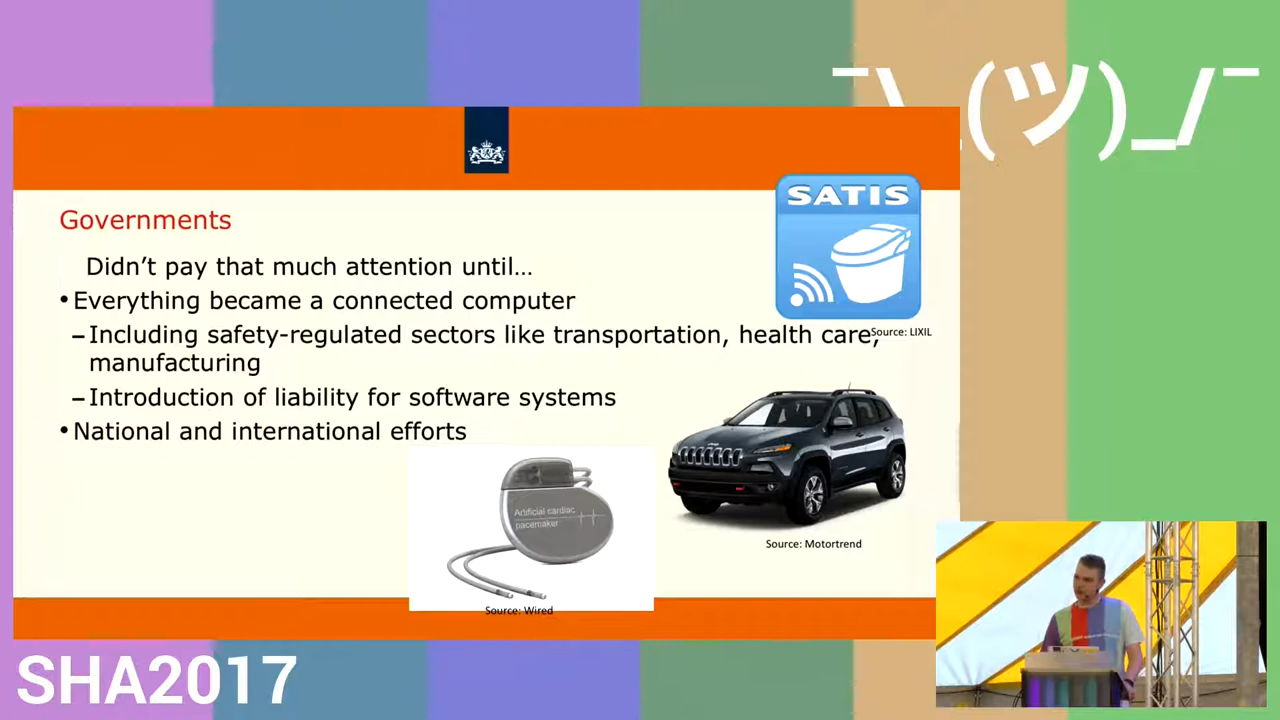 ¯\_(ツ)_/¯
SATIS
Governments
Didn’t pay that much attention until…
•Everything became a connected computer
–Including safety-regulated sectors like transportation, health care,
manufacturing
Source: LIXIL
–Introduction of liability for software systems
•National and international efforts
Artificial cardiac
pacemaker
Source: Motortrend
Source: Wired
SHA2017